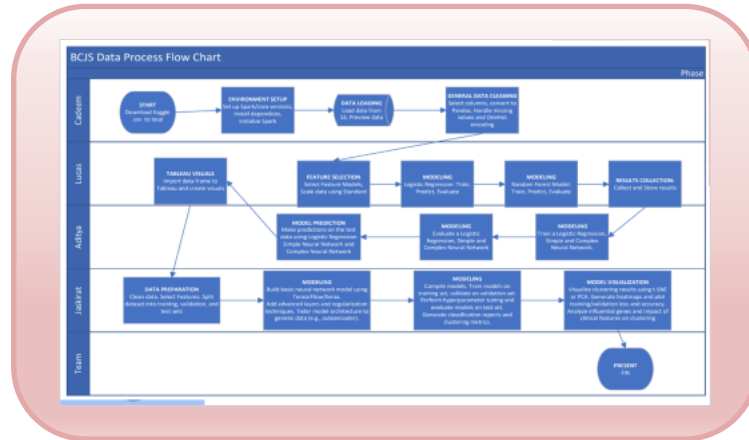 BCJS Data Process Flow Chart
Phase
Cadeem
START
Download Kaggle
.csv to local
ENVIRONMENT SETUP
Set up Spark/Java versions,
Install dependices,
Initialize Spark
DATA LOADING
Load data from
S3, Preview data
GENERAL DATA CLEANING
Select columns, convert to
Pandas, Handle missing
values and OneHot
encoding
Lucas
TABLEAU VISUALS
Import data frame to
Tableau and create visuals
FEATURE SELECTION
Select Feature Models,
Scale data using Standard
MODELING
Logistic Regression: Train,
Predict, Evaluate
MODELING
Random Forest Model:
Train, Predict, Evaluate
RESULTS COLLECTION:
Collect and Store results
Aditya
MODEL PREDICTION
Make predictions on the test
data using Logistic Regression
Simple Neural Network and
Complex Neural Network
MODELING
Evaluate a Logistic
Regression, Simple and
Complex Neural Network
MODELING
Train a Logistic Regression,
Simple and Complex
Neural Network
Jaskirat
DATA PREPARATION
Clean data. Select Features. Split
dataset into training, validation, and
test sets
MODELING
Build basic neural network model using
TensorFlow/Keras.
Add advanced layers and regularization
techniques. Tailor model architecture to
genetic data (e.g., autoencoder).
MODELING
Compile models. Train models on
training set, validate on validation set.
Perform hyperparameter tuning and
evaluate models on test set.
Generate classification reports and
clustering metrics.
MODEL VISUALIZATION
Visualize clustering results using t-SNE
or PCA. Generate heatmaps and plot
training/validation loss and accuracy.
Analyze influential genes and impact of
clinical features on clustering
Team
PRESENT
FIN